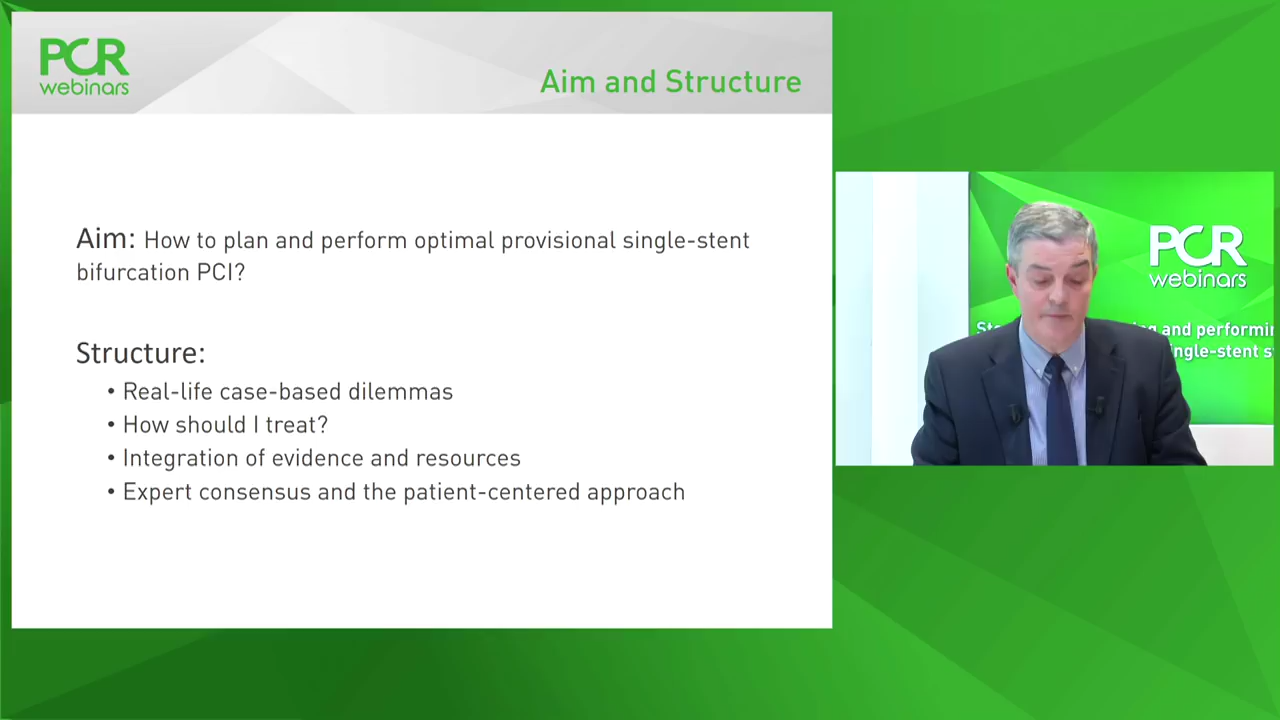 PCR
webinars
Aim and Structure
Aim: How to plan and perform optimal provisional single-stent
bifurcation PCI?
Structure:
• Real-life case-based dilemmas
• How should I treat?
• Integration of evidence and resources
• Expert consensus and the patient-centered approach
PCR
webinars
and performin